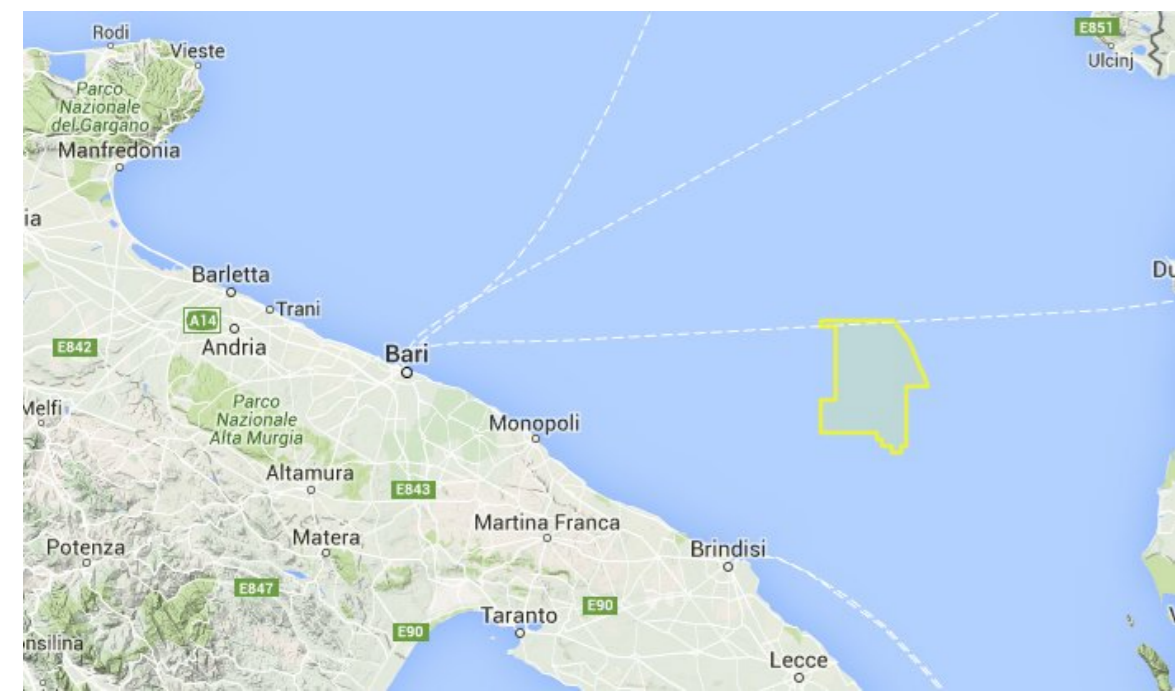 Rodi
Vieste
E851
Ulcinj
Parco
Nazionale
del Gargano
Manfredonia
ia
Barletta
Trani
A14
Andria
E842
Bari
Du
Parco
Nazionale
Alta Murgia
Melfi
Monopoli
Altamura
E843
Martina Franca
Matera
Potenza
Brindisi
E847
Taranto
E90
E90
nsilina
Lecce
V